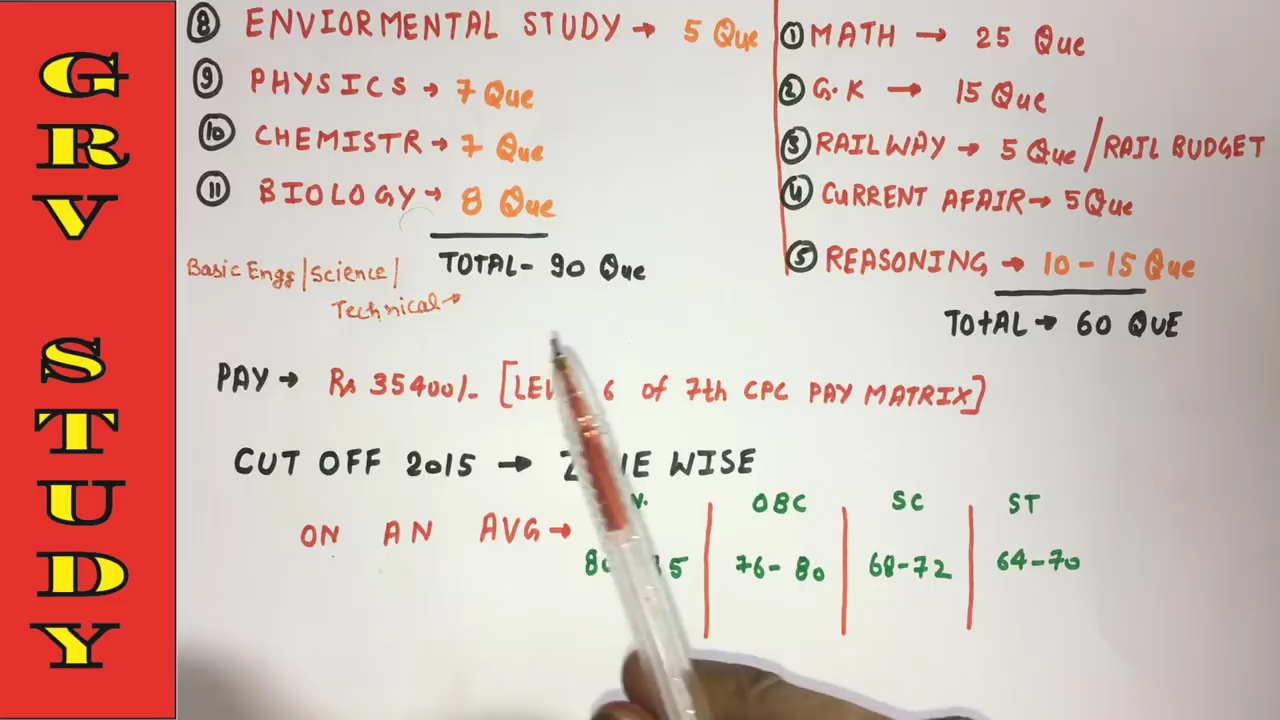 GRV
STUDY
8 ENVIORMENTAL STUDY → 5 Que
9 PHYSICS → 7 Que
10 CHEMISTR → 7 Que
11 BIOLOGY → 8 Que
TOTAL - 90 Que
Basic Engg | Science |
Technical →
1 MATH → 25 Que
2 G.K → 15 Que
3 RAILWAY → 5 Que / RAIL BUDGET
4 CURRENT AFAIR → 5 Que
5 REASONING → 10 - 15 Que
TOTAL → 60 QUE
PAY → Rs 35400/- [LEV 6 of 7th CPC PAY MATRIX]
CUT OFF 2015 → WISE
OBC SC ST
ON AN AVG →
76 - 80 68 - 72 64 - 70